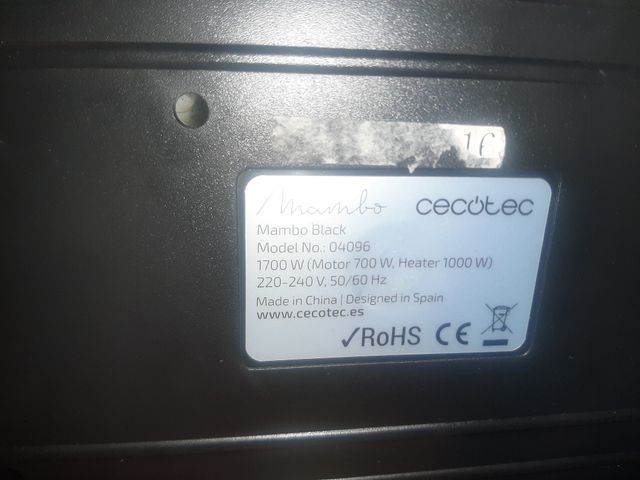 16
Mambo cecotec
Mambo Black
Model No.: 04096
1700 W (Motor 700 W, Heater 1000 W)
220-240 V, 50/60 Hz
Made in China | Designed in Spain
www.cecotec.es
✓RoHS CE